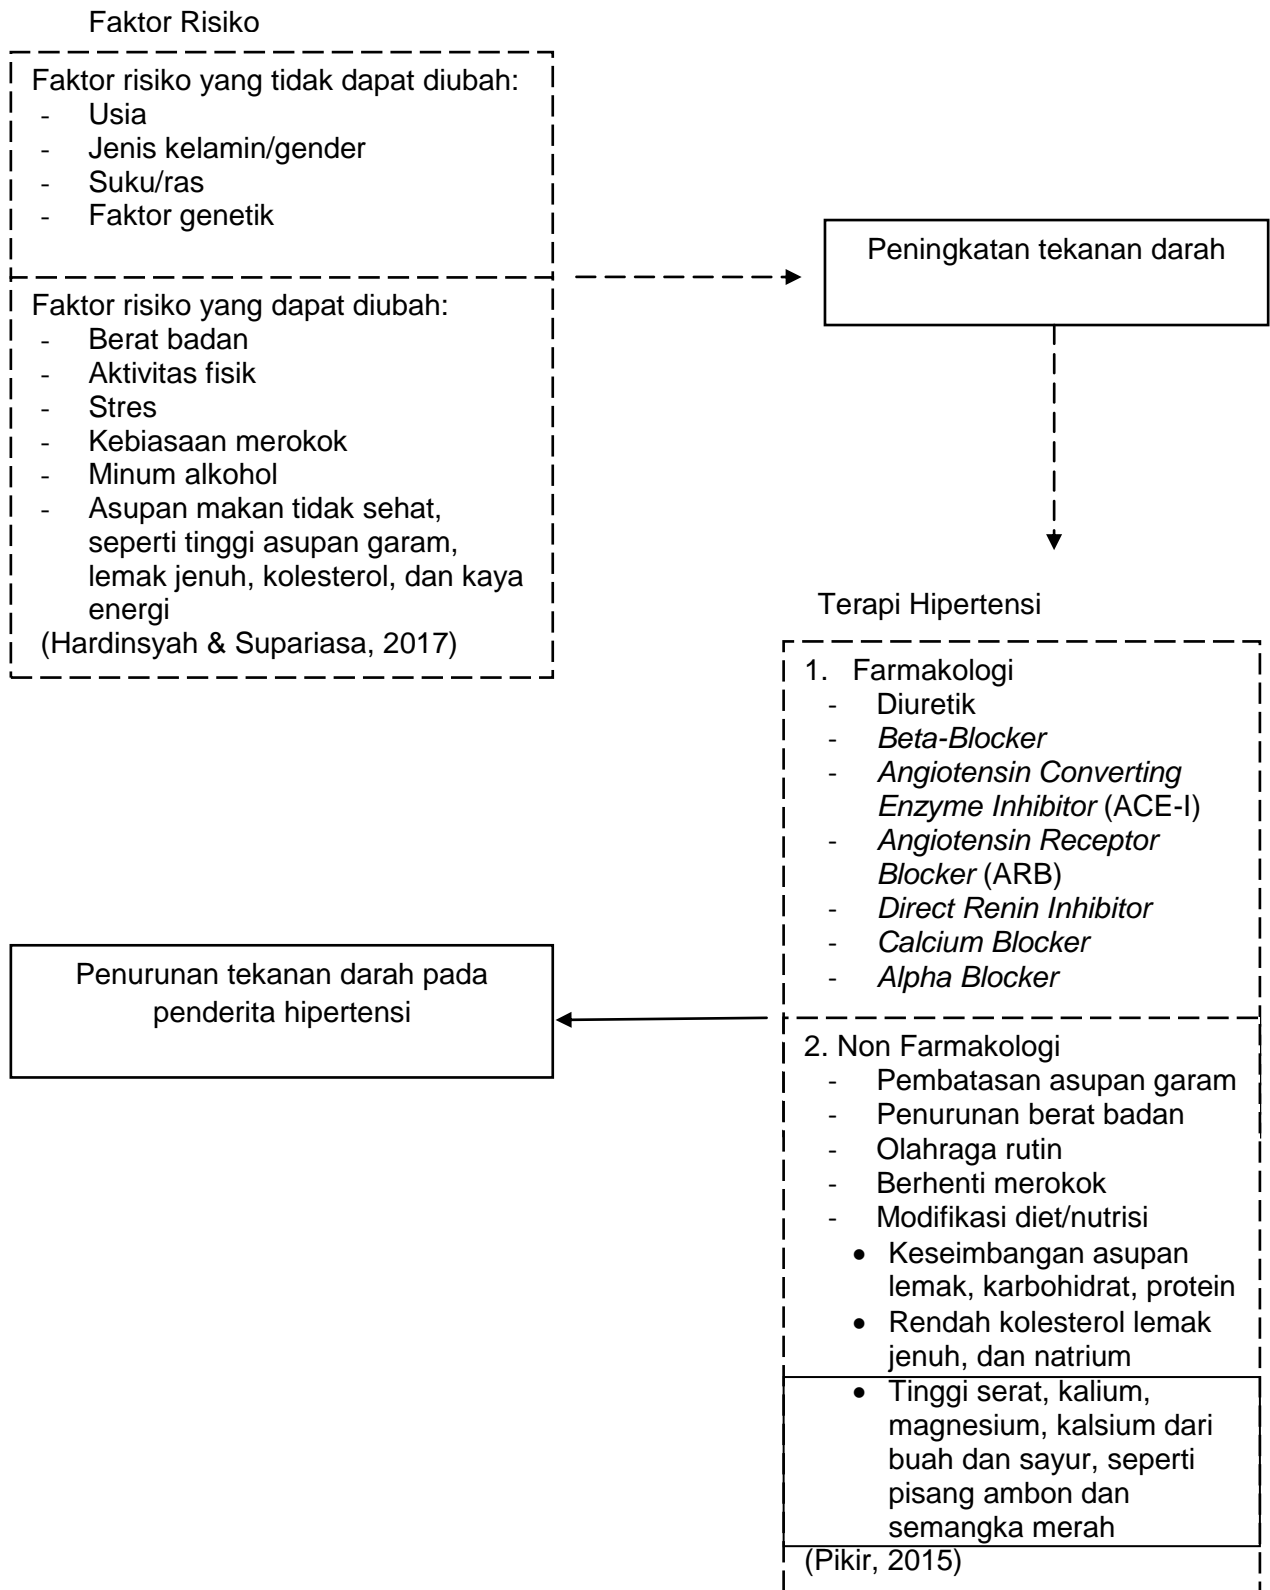 Faktor Risiko
Faktor risiko yang tidak dapat diubah:
- Usia
- Jenis kelamin/gender
- Suku/ras
- Faktor genetik
Faktor risiko yang dapat diubah:
- Berat badan
- Aktivitas fisik
- Stres
- Kebiasaan merokok
- Minum alkohol
- Asupan makan tidak sehat,
seperti tinggi asupan garam,
lemak jenuh, kolesterol, dan kaya
energi
(Hardinsyah & Supariasa, 2017)
Peningkatan tekanan darah
Terapi Hipertensi
1. Farmakologi
- Diuretik
- Beta-Blocker
- Angiotensin Converting
Enzyme Inhibitor (ACE-I)
- Angiotensin Receptor
Blocker (ARB)
- Direct Renin Inhibitor
- Calcium Blocker
- Alpha Blocker
2. Non Farmakologi
- Pembatasan asupan garam
- Penurunan berat badan
- Olahraga rutin
- Berhenti merokok
- Modifikasi diet/nutrisi
• Keseimbangan asupan
lemak, karbohidrat, protein
• Rendah kolesterol lemak
jenuh, dan natrium
• Tinggi serat, kalium,
magnesium, kalsium dari
buah dan sayur, seperti
pisang ambon dan
semangka merah
(Pikir, 2015)
Penurunan tekanan darah pada
penderita hipertensi